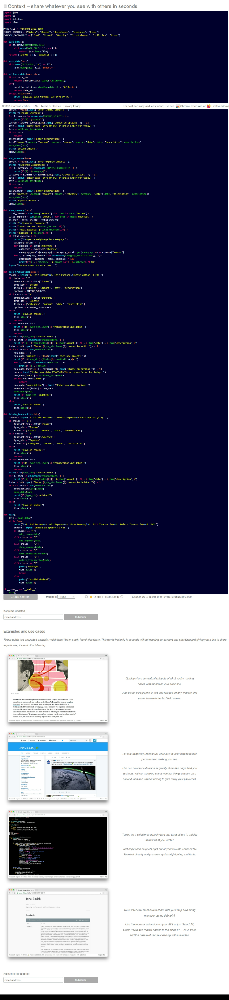 Context – share whatever you see with others in seconds
import json
import os
import datetime
import time
DATA_FILE = "finance_data.json"
INCOME_SOURCES = ["Salary", "Rental", "Investment", "Freelance", "Other"]
EXPENSE_CATEGORIES = ["Food", "Travel", "Housing", "Entertainment", "Utilities", "Other"]
def load_data():
if os.path.exists(DATA_FILE):
with open(DATA_FILE, 'r') as file:
return json.load(file)
return {"income": [], "expenses": []}
def save_data(data):
with open(DATA_FILE, 'w') as file:
json.dump(data, file, indent=4)
def validate_date(date_str):
if not date_str:
return datetime.date.today().isoformat()
try:
datetime.datetime.strptime(date_str, '%Y-%m-%d')
return date_str
except ValueError:
print("Invalid date format! Use YYYY-MM-DD")
return None
© 2025 Context (ctxt.io) FAQ Terms of Service Privacy Policy For best accuracy and least effort, use our Chrome extension or Firefox add-on
amount = float(input("Enter income amount: "))
print("\nIncome Sources:")
for i, source in enumerate(INCOME_SOURCES, 1):
print(f"{i}. {source}")
source = INCOME_SOURCES[int(input("Choose an option: ")) - 1]
date = input("Enter date (YYYY-MM-DD) or press Enter for today: ")
date = validate_date(date)
if not date:
return
description = input("Enter description: ")
data["income"].append({"amount": amount, "source": source, "date": date, "description": description})
save_data(data)
print("Income added!")
time.sleep(1)
def add_expense(data):
amount = float(input("Enter expense amount: "))
print("\nExpense Categories:")
for i, category in enumerate(EXPENSE_CATEGORIES, 1):
print(f"{i}. {category}")
category = EXPENSE_CATEGORIES[int(input("Choose an option: ")) - 1]
date = input("Enter date (YYYY-MM-DD) or press Enter for today: ")
date = validate_date(date)
if not date:
return
description = input("Enter description: ")
data["expenses"].append({"amount": amount, "category": category, "date": date, "description": description})
save_data(data)
print("Expense added!")
time.sleep(1)
def show_summary(data):
total_income = sum(item["amount"] for item in data["income"])
total_expense = sum(item["amount"] for item in data["expenses"])
balance = total_income - total_expense
print(f"\nFinancial Summary:")
print(f"Total Income: ${total_income:.2f}")
print(f"Total Expense: ${total_expense:.2f}")
print(f"Balance: ${balance:.2f}")
if total_expense > 0:
print("\nExpense Weightage by Category:")
category_totals = {}
for expense in data["expenses"]:
category = expense["category"]
category_totals[category] = category_totals.get(category, 0) + expense["amount"]
for i, (category, amount) in enumerate(category_totals.items(), 1):
weightage = (amount / total_expense) * 100
print(f"{i}. {category}: ${amount:.2f} ({weightage:.2f}%)")
input("\nPress Enter to continue...")
def edit_transaction(data):
choice = input("1. Edit Income\n2. Edit Expense\nChoose option (1-2): ")
if choice == "1":
transactions = data["income"]
type_str = "Income"
fields = ["source", "amount", "date", "description"]
options = INCOME_SOURCES
elif choice == "2":
transactions = data["expenses"]
type_str = "Expense"
fields = ["category", "amount", "date", "description"]
options = EXPENSE_CATEGORIES
else:
print("Invalid choice!")
time.sleep(1)
return
if not transactions:
print(f"No {type_str.lower()} transactions available!")
time.sleep(1)
return
print(f"\n{type_str} Transactions:")
for i, item in enumerate(transactions, 1):
print(f"{i}. {item[fields[0]]}: ${item['amount']:.2f}, {item['date']}, {item['description']}")
index = int(input(f"Enter {type_str.lower()} number to edit: ")) - 1
if 0 <= index < len(transactions):
new_data = {}
new_data["amount"] = float(input("Enter new amount: "))
print(f"\n{type_str} {fields[0].capitalize()}s:")
for i, option in enumerate(options, 1):
print(f"{i}. {option}")
new_data[fields[0]] = options[int(input("Choose an option: ")) - 1]
date = input("Enter new date (YYYY-MM-DD) or press Enter for today: ")
new_data["date"] = validate_date(date)
if not new_data["date"]:
return
new_data["description"] = input("Enter new description: ")
transactions[index] = new_data
save_data(data)
print(f"{type_str} updated!")
time.sleep(1)
else:
print("Invalid index!")
time.sleep(1)
def delete_transaction(data):
choice = input("1. Delete Income\n2. Delete Expense\nChoose option (1-2): ")
if choice == "1":
transactions = data["income"]
type_str = "Income"
fields = ["source", "amount", "date", "description"]
elif choice == "2":
transactions = data["expenses"]
type_str = "Expense"
fields = ["category", "amount", "date", "description"]
else:
print("Invalid choice!")
time.sleep(1)
return
if not transactions:
print(f"No {type_str.lower()} transactions available!")
time.sleep(1)
return
print(f"\n{type_str} Transactions:")
for i, item in enumerate(transactions, 1):
print(f"{i}. {item[fields[0]]}: ${item['amount']:.2f}, {item['date']}, {item['description']}")
index = int(input(f"Enter {type_str.lower()} number to delete: ")) - 1
if 0 <= index < len(transactions):
transactions.pop(index)
save_data(data)
print(f"{type_str} deleted!")
time.sleep(1)
else:
print("Invalid index!")
time.sleep(1)
def main():
data = load_data()
while True:
print("\n1. Add Income\n2. Add Expense\n3. Show Summary\n4. Edit Transaction\n5. Delete Transaction\n6. Exit")
choice = input("Choose an option (1-6): ")
if choice == "1":
add_income(data)
elif choice == "2":
add_expense(data)
elif choice == "3":
show_summary(data)
elif choice == "4":
edit_transaction(data)
elif choice == "5":
delete_transaction(data)
elif choice == "6":
print("Goodbye!")
time.sleep(1)
break
else:
print("Invalid choice!")
time.sleep(1)
if __name__ == "__main__":
main()
Create Context Expire in 1 hour Origin IP access only ? Contact us at @ctxt_io or email feedback@ctxt.io
Keep me updated
email address Subscribe
Examples and use cases
This is a rich-text supported pastebin, which hasn't been easily found elsewhere. This works instantly in seconds without needing an account and prioritizes just giving you a link to share.
In particular, it can do the following:
Quickly share contextual snippets of what you're reading
online with friends or your audience.
Just select paragraphs of text and images on any website and
paste them into the text field above.
#StPatricksDay
Let others quickly understand what kind of user experience or
personalized ranking you see.
Use our browser extension to quickly share the page load you
just saw, without worrying about whether things change on a
second load and without having to give away your password.
Typing up a solution to a pesky bug and want others to quickly
review what you wrote?
Just copy code snippets right out of your favorite editor or the
Terminal directly and preserve syntax highlighting and fonts.
Jane Smith
Feedback
Have interview feedback to share with your loop as a hiring
manager during debriefs?
Use the browser extension on your ATS or just Select All,
Copy, Paste and restrict access to the office IP — save trees
and the hassle of secure clean-up within minutes.
Subscribe for updates
email address Subscribe